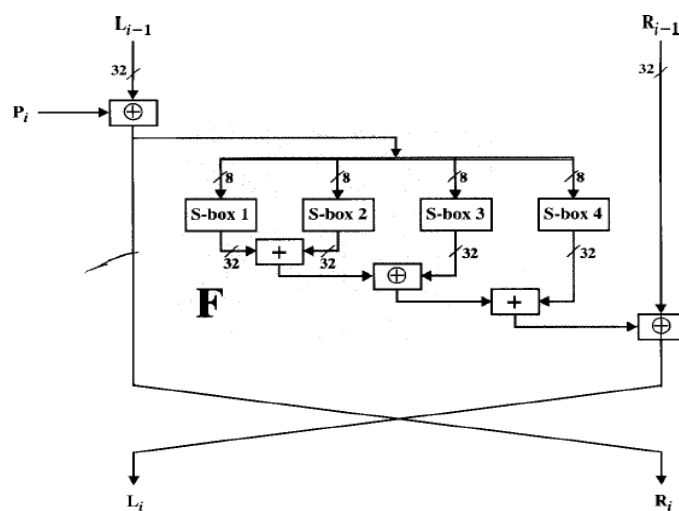 L_{i-1} R_{i-1}
32 32
P_i ⊕
8 8 8 8
S-box 1 S-box 2 S-box 3 S-box 4
32 + 32 32 32
⊕
F +
⊕
L_i R_i